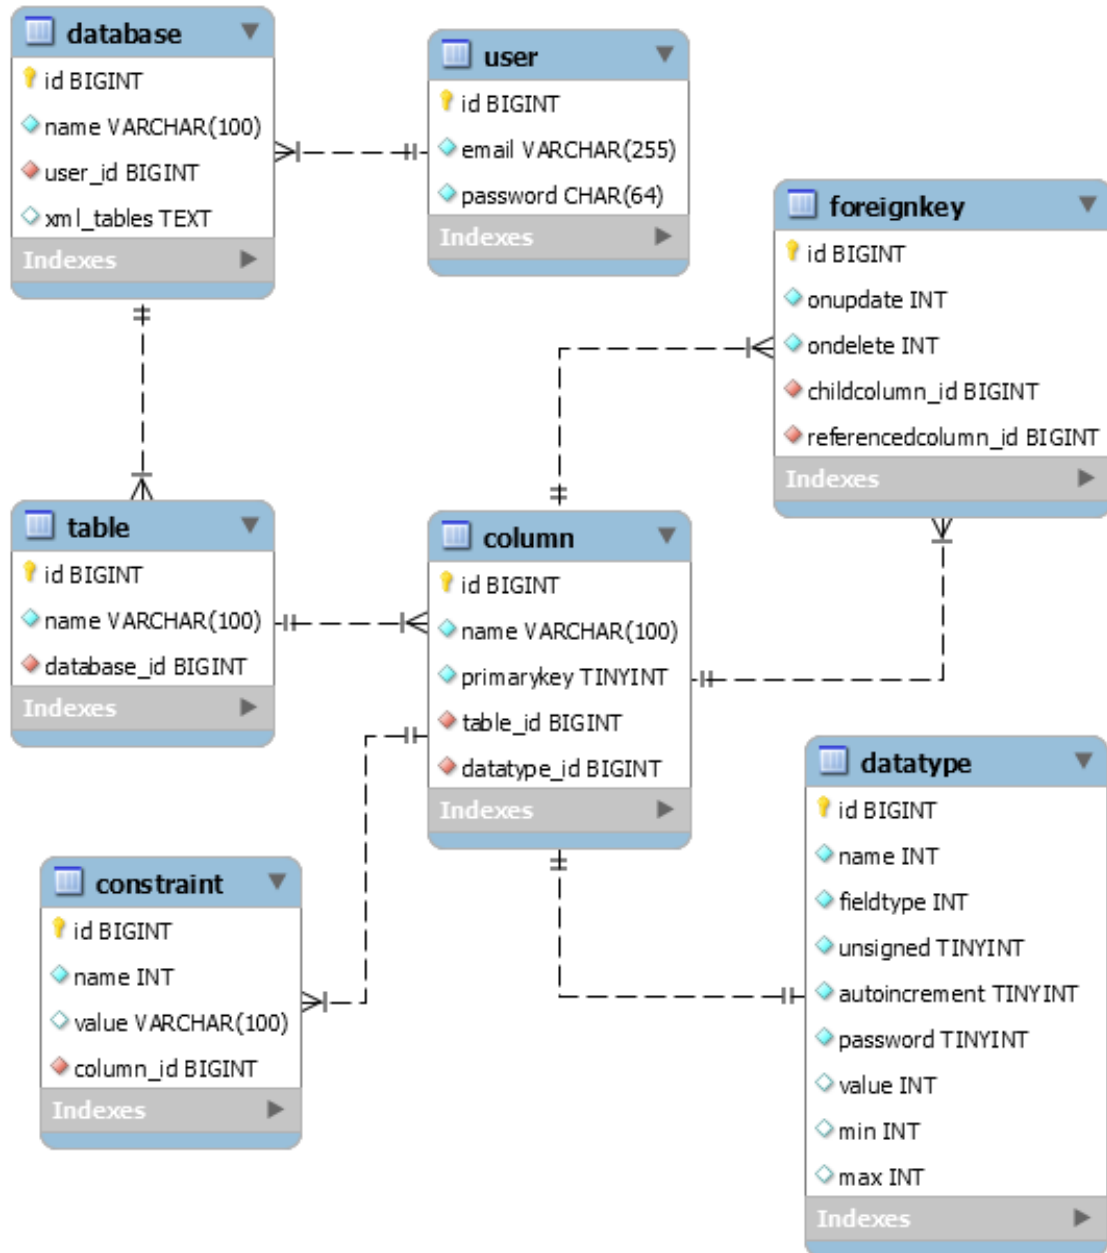 database
id BIGINT
name VARCHAR(100)
user_id BIGINT
xml_tables TEXT
Indexes
user
id BIGINT
email VARCHAR(255)
password CHAR(64)
Indexes
foreignkey
id BIGINT
onupdate INT
ondelete INT
childcolumn_id BIGINT
referencedcolumn_id BIGINT
Indexes
table
id BIGINT
name VARCHAR(100)
database_id BIGINT
Indexes
column
id BIGINT
name VARCHAR(100)
primarykey TINYINT
table_id BIGINT
datatype_id BIGINT
Indexes
datatype
id BIGINT
name INT
fieldtype INT
unsigned TINYINT
autoincrement TINYINT
password TINYINT
value INT
min INT
max INT
Indexes
constraint
id BIGINT
name INT
value VARCHAR(100)
column_id BIGINT
Indexes